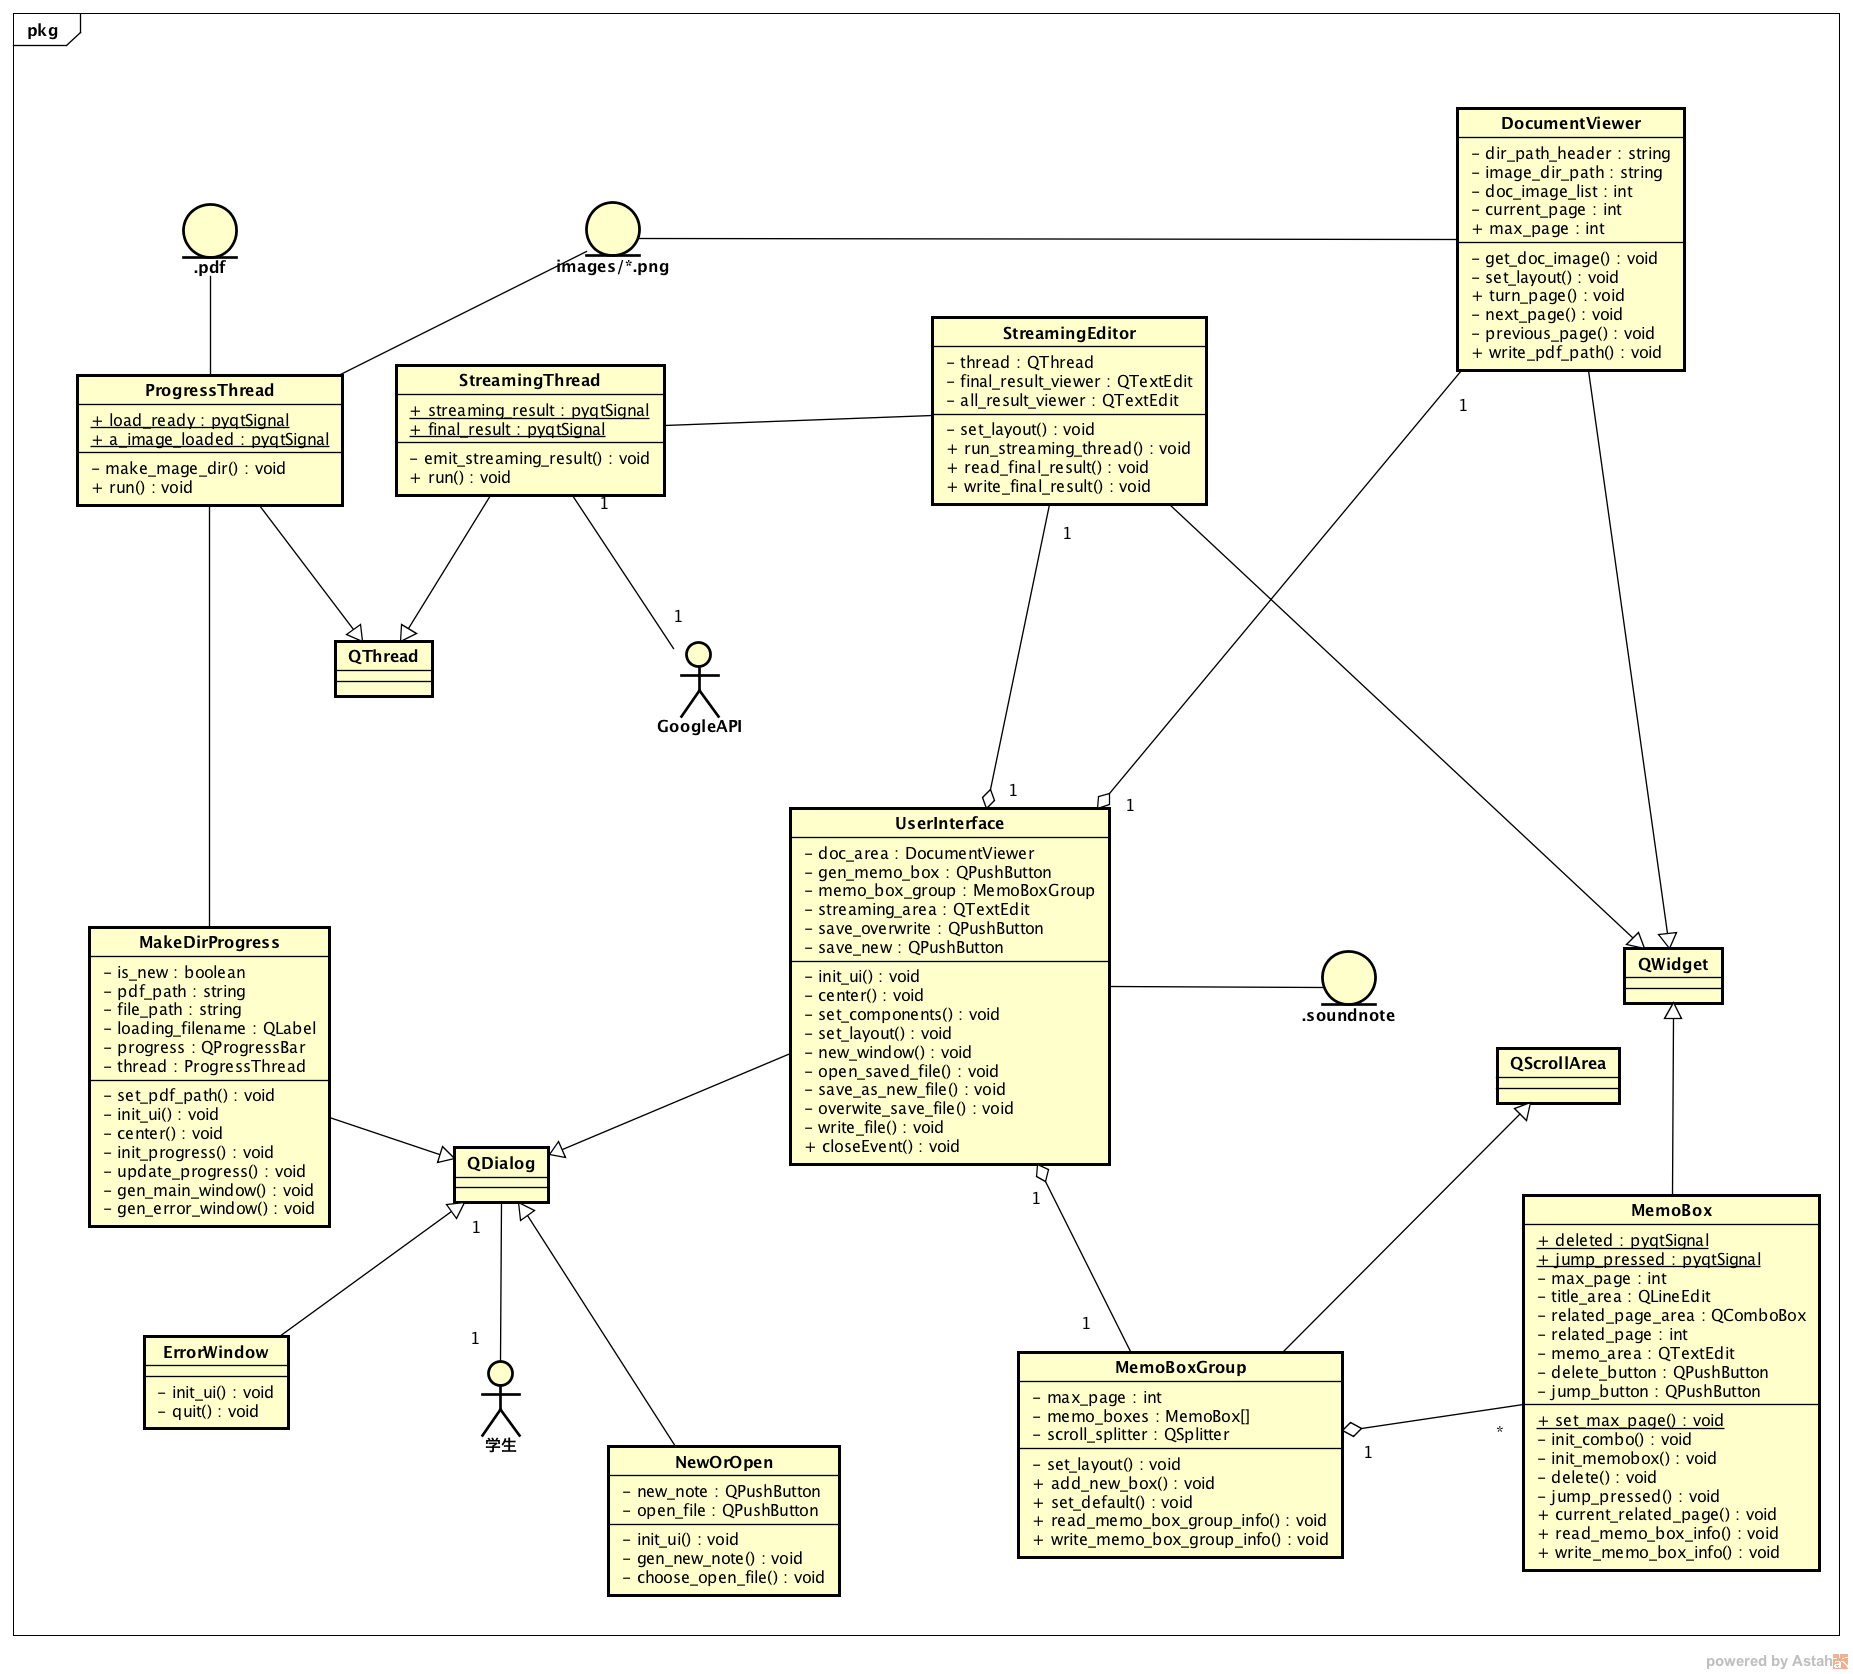 pkg
DocumentViewer
- dir_path_header : string
- image_dir_path : string
- doc_image_list : int
- current_page : int
+ max_page : int
- get_doc_image() : void
- set_layout() : void
+ turn_page() : void
- next_page() : void
- previous_page() : void
+ write_pdf_path() : void
.pdf
images/*.png
StreamingEditor
- thread : QThread
- final_result_viewer : QTextEdit
- all_result_viewer : QTextEdit
- set_layout() : void
+ run_streaming_thread() : void
+ read_final_result() : void
+ write_final_result() : void
ProgressThread
+ load_ready : pyqtSignal
+ a_image_loaded : pyqtSignal
- make_mage_dir() : void
+ run() : void
StreamingThread
+ streaming_result : pyqtSignal
+ final_result : pyqtSignal
- emit_streaming_result() : void
+ run() : void
1
1
1
1
QThread
GoogleAPI
1
1
UserInterface
- doc_area : DocumentViewer
- gen_memo_box : QPushButton
- memo_box_group : MemoBoxGroup
- streaming_area : QTextEdit
- save_overwrite : QPushButton
- save_new : QPushButton
- init_ui() : void
- center() : void
- set_components() : void
- set_layout() : void
- new_window() : void
- open_saved_file() : void
- save_as_new_file() : void
- overwite_save_file() : void
- write_file() : void
+ closeEvent() : void
MakeDirProgress
- is_new : boolean
- pdf_path : string
- file_path : string
- loading_filename : QLabel
- progress : QProgressBar
- thread : ProgressThread
- set_pdf_path() : void
- init_ui() : void
- center() : void
- init_progress() : void
- update_progress() : void
- gen_main_window() : void
- gen_error_window() : void
QWidget
.soundnote
QScrollArea
QDialog
1
1
1
1
MemoBox
+ deleted : pyqtSignal
+ jump_pressed : pyqtSignal
- max_page : int
- title_area : QLineEdit
- related_page_area : QComboBox
- related_page : int
- memo_area : QTextEdit
- delete_button : QPushButton
- jump_button : QPushButton
+ set_max_page() : void
- init_combo() : void
- init_memobox() : void
- delete() : void
- jump_pressed() : void
+ current_related_page() : void
+ read_memo_box_info() : void
+ write_memo_box_info() : void
ErrorWindow
- init_ui() : void
- quit() : void
学生
MemoBoxGroup
- max_page : int
- memo_boxes : MemoBox[]
- scroll_splitter : QSplitter
- set_layout() : void
+ add_new_box() : void
+ set_default() : void
+ read_memo_box_group_info() : void
+ write_memo_box_group_info() : void
*
1
NewOrOpen
- new_note : QPushButton
- open_file : QPushButton
- init_ui() : void
- gen_new_note() : void
- choose_open_file() : void
powered by Astah